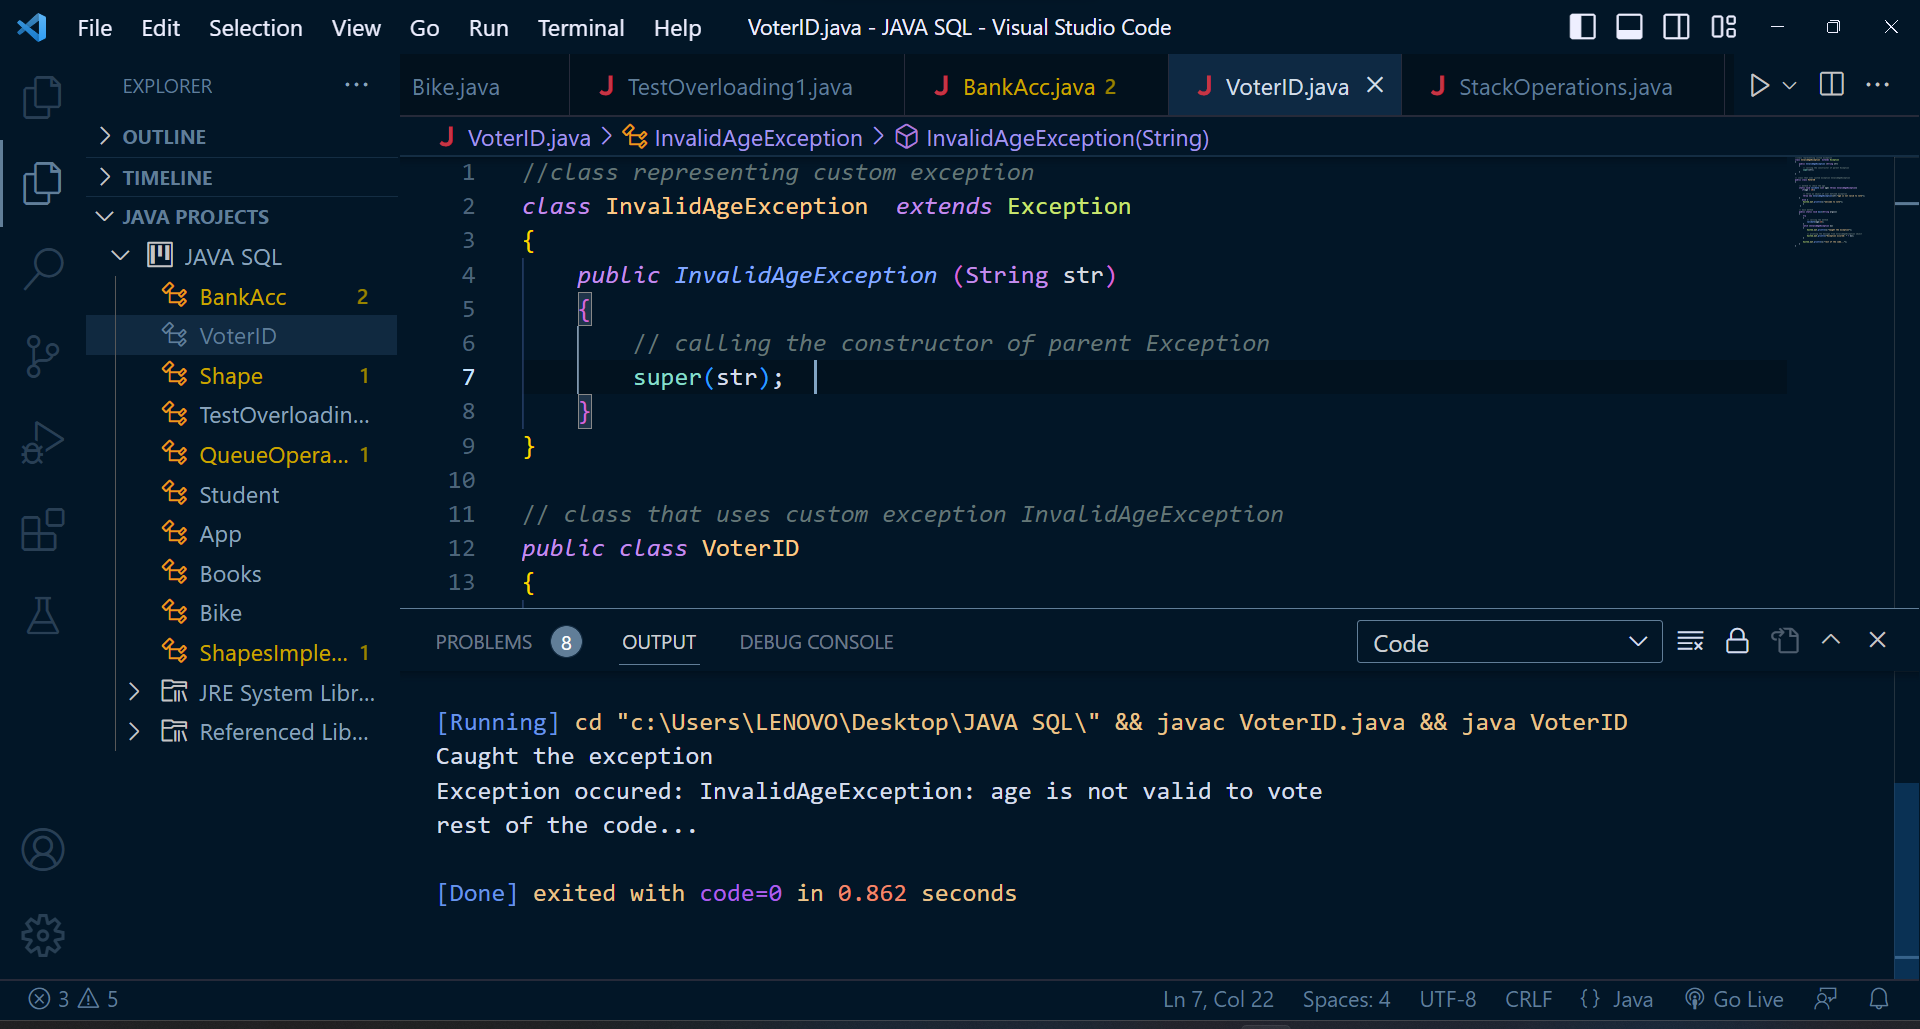 File Edit Selection View Go Run Terminal Help VoterID.java - JAVA SQL - Visual Studio Code
EXPLORER ...
OUTLINE
TIMELINE
JAVA PROJECTS
JAVA SQL
BankAcc 2
VoterID
Shape 1
TestOverloadin...
QueueOpera... 1
Student
App
Books
Bike
ShapesImple... 1
JRE System Libr...
Referenced Lib...
Bike.java TestOverloading1.java BankAcc.java 2 VoterID.java StackOperations.java
VoterID.java > InvalidAgeException > InvalidAgeException(String)
1 //class representing custom exception
2 class InvalidAgeException  extends Exception
3 {
4 public InvalidAgeException (String str)
5 {
6 // calling the constructor of parent Exception
7 super(str);
8 }
9 }
10
11 // class that uses custom exception InvalidAgeException
12 public class VoterID
13 {
PROBLEMS 8 OUTPUT DEBUG CONSOLE Code
[Running] cd "c:\Users\LENOVO\Desktop\JAVA SQL\" && javac VoterID.java && java VoterID
Caught the exception
Exception occured: InvalidAgeException: age is not valid to vote
rest of the code...
[Done] exited with code=0 in 0.862 seconds
3 5 Ln 7, Col 22 Spaces: 4 UTF-8 CRLF {} Java Go Live